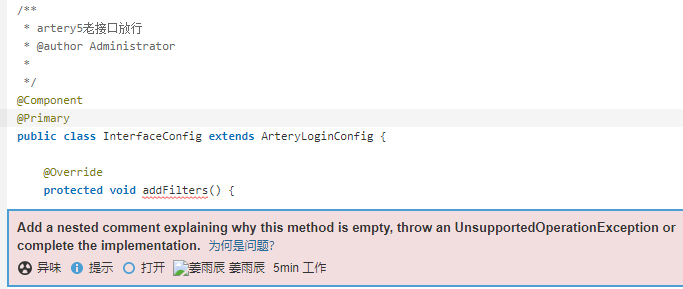 /**
* artery5老接口放行
* @author Administrator
*
*/
@Component
@Primary
public class InterfaceConfig extends ArteryLoginConfig {
@Override
protected void addFilters() {
Add a nested comment explaining why this method is empty, throw an UnsupportedOperationException or
complete the implementation. 为何是问题?
异味 提示 打开 姜雨辰 姜雨辰 5min 工作